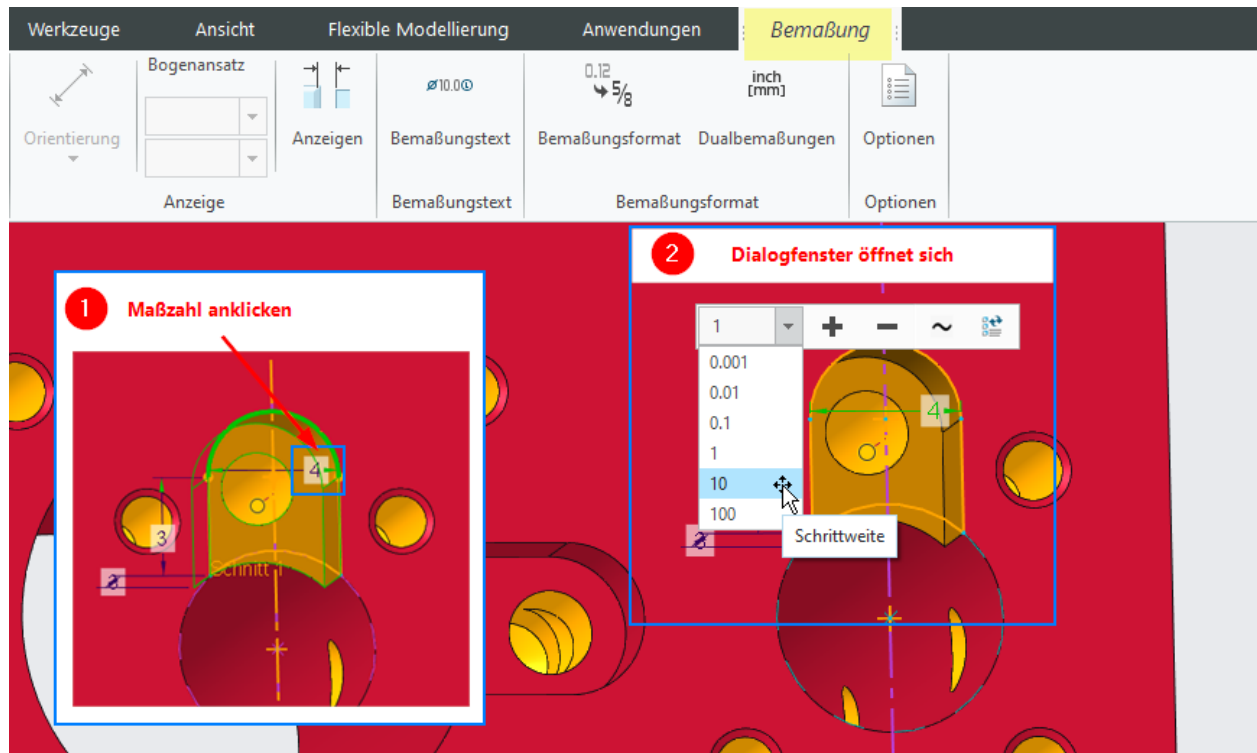 Werkzeuge Ansicht Flexible Modellierung Anwendungen Bemaßung
Bogenansatz
0.12
5/8
inch
[mm]
ø10.0
Orientierung
Anzeigen
Bemaßungstext
Bemaßungsformat
Dualbemaßungen
Optionen
Anzeige
Bemaßungstext
Bemaßungsformat
Optionen
1 Maßzahl anklicken
4
3
Schnitt 1
2 Dialogfenster öffnet sich
1
0.001
0.01
0.1
1
10
100
Schrittweite
4